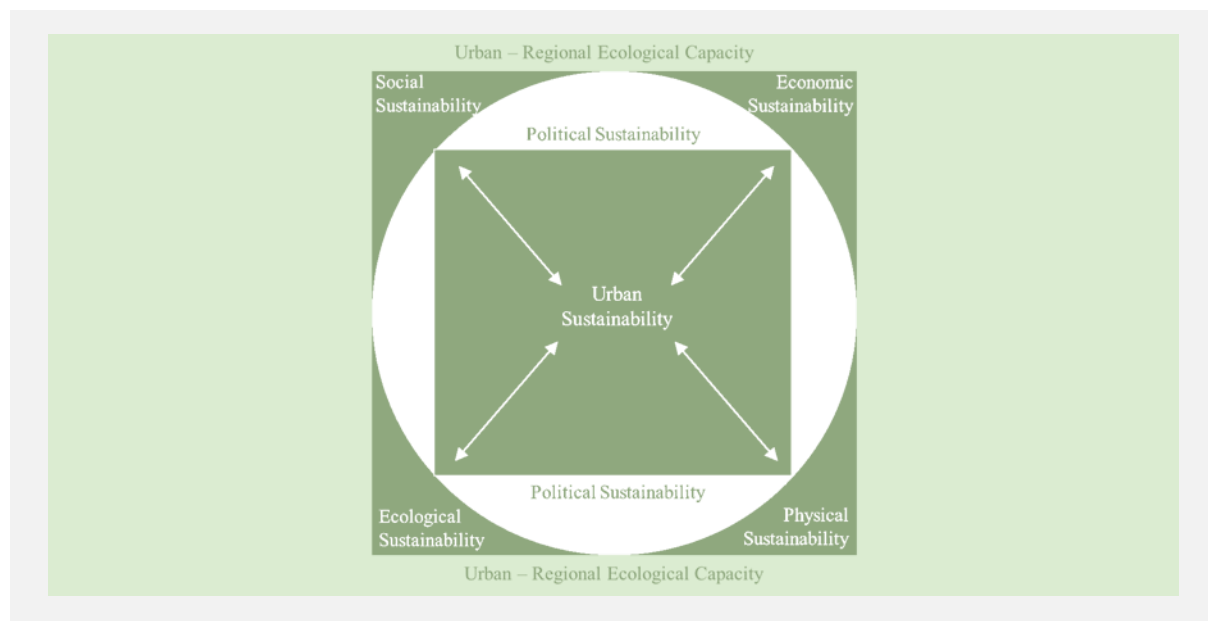 Urban – Regional Ecological Capacity
Social
Sustainability
Economic
Sustainability
Political Sustainability
Urban
Sustainability
Political Sustainability
Ecological
Sustainability
Physical
Sustainability
Urban – Regional Ecological Capacity